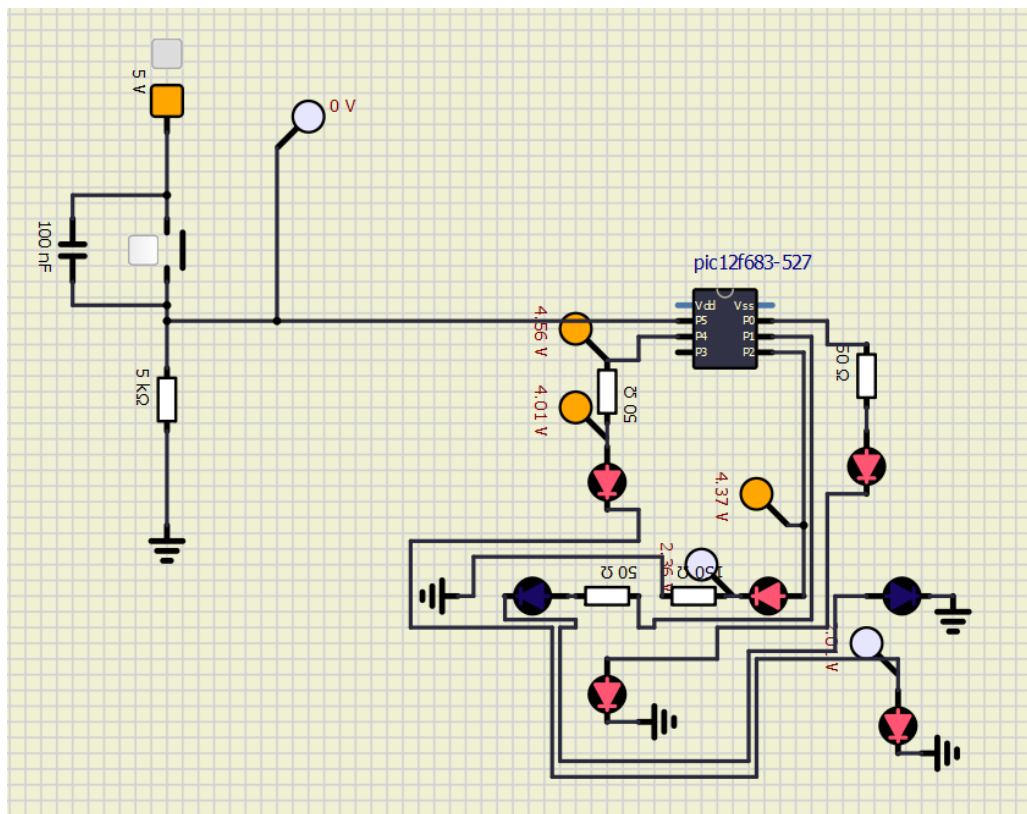 5 V
0 V
100 nF
pic12f683-527
Vdd
Vss
P5
P0
P4
P1
P3
P2
4.56 V
4.01 V
5 kΩ
50 Ω
50 Ω
4.37 V
50 Ω
150 Ω